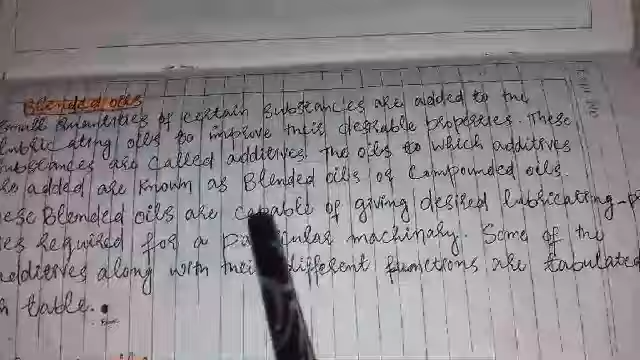 Blended oils
Small Quantities of certain Substancies are added to the
lubricating oils to improve their desirable properties. These
substances are called additives. The oils to which additives
are added are known as Blended oils or Compounded oils.
These Blended oils are capable of giving desired lubricating-p
ies required for a machinary. Some of the
additives along with their different functions are tabulated
table.